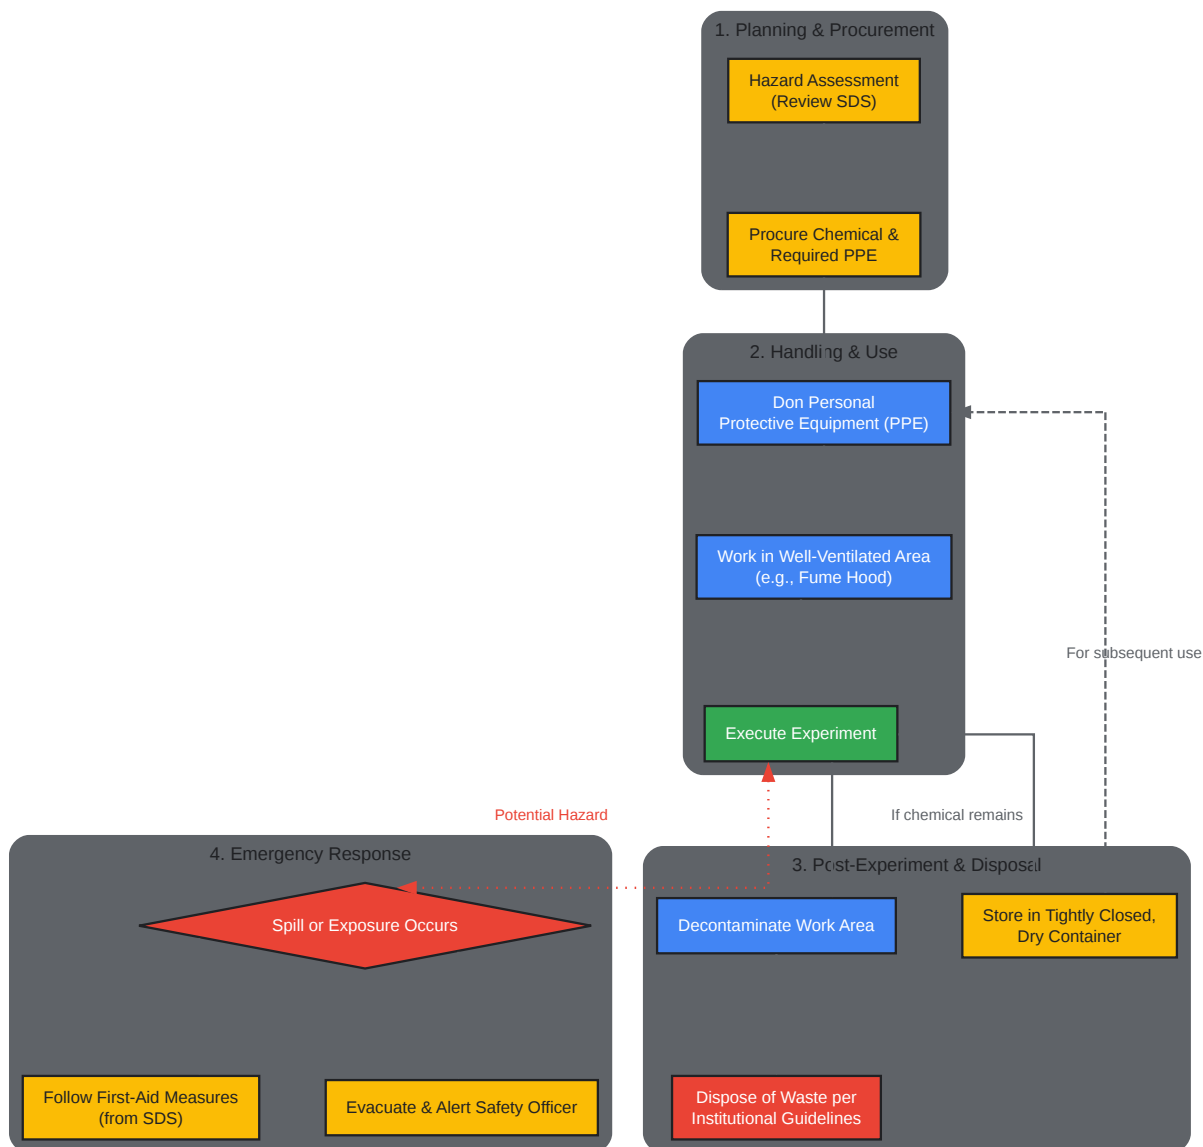 1. Planning & Procurement
Hazard Assessment
(Review SDS)
Procure Chemical &
Required PPE
2. Handling & Use
Don Personal
Protective Equipment (PPE)
Work in Well-Ventilated Area
(e.g., Fume Hood)
For subsequent use
Execute Experiment
Potential Hazard
If chemical remains
4. Emergency Response
Spill or Exposure Occurs
Follow First-Aid Measures
(from SDS)
Evacuate & Alert Safety Officer
3. Post-Experiment & Disposal
Decontaminate Work Area
Store in Tightly Closed,
Dry Container
Dispose of Waste per
Institutional Guidelines